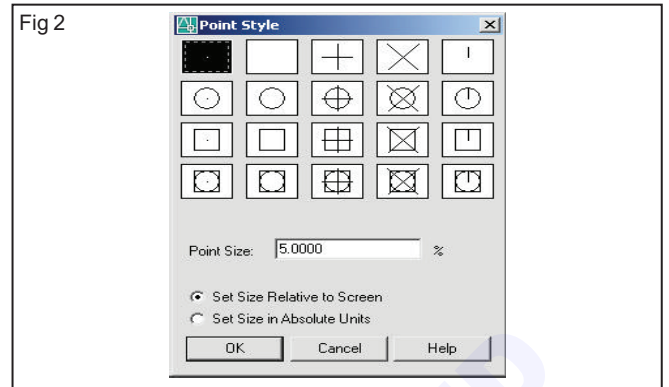 Fig 2
Point Style
Point Size: 5.0000 %
Set Size Relative to Screen
Set Size in Absolute Units
OK Cancel Help